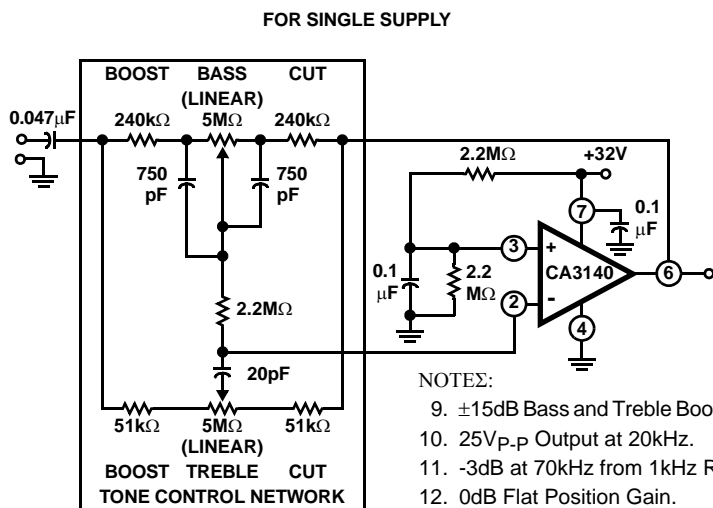 FOR SINGLE SUPPLY
BOOST BASS CUT
(LINEAR)
0.047μF
240kΩ 5MΩ 240kΩ
750 pF
750 pF
2.2MΩ
+32V
7
0.1 μF
3 +
CA3140
6
0.1 μF
2.2 MΩ
2 -
4
2.2MΩ
20pF
51kΩ 5MΩ 51kΩ
(LINEAR)
BOOST TREBLE CUT
TONE CONTROL NETWORK
NOTEΣ:
9. ±15dB Bass and Treble Boo
10. 25VP-P Output at 20kHz.
11. -3dB at 70kHz from 1kHz R
12. 0dB Flat Position Gain.